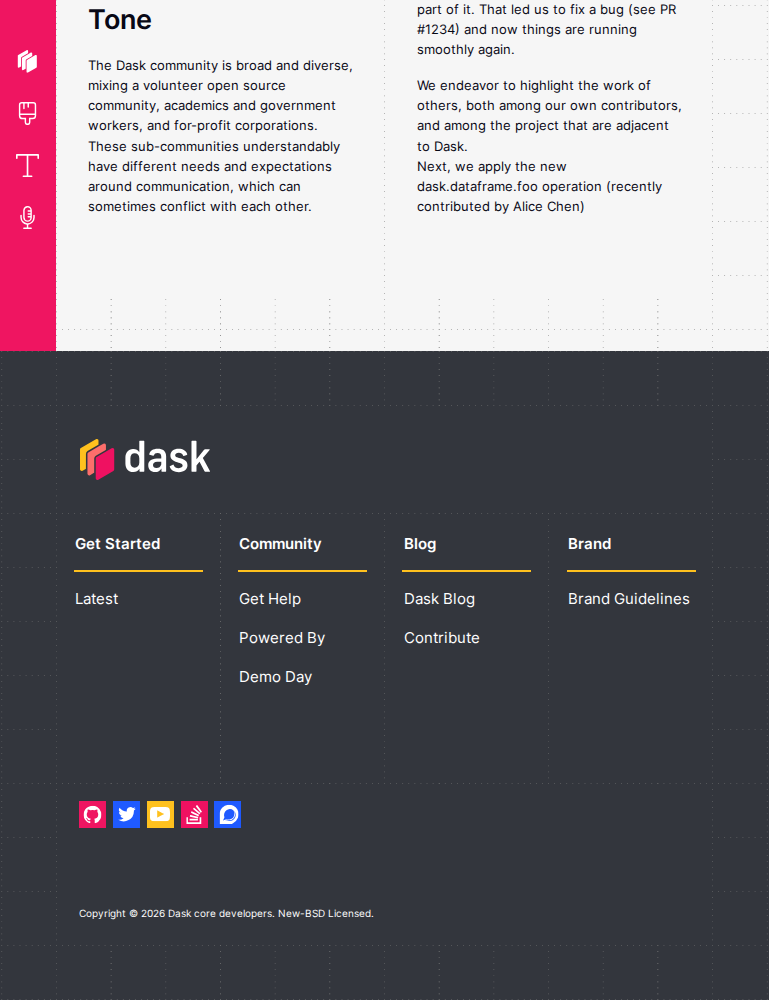 Tone
The Dask community is broad and diverse,
mixing a volunteer open source
community, academics and government
workers, and for-profit corporations.
These sub-communities understandably
have different needs and expectations
around communication, which can
sometimes conflict with each other.
part of it. That led us to fix a bug (see PR
#1234) and now things are running
smoothly again.
We endeavor to highlight the work of
others, both among our own contributors,
and among the project that are adjacent
to Dask.
Next, we apply the new
dask.dataframe.foo operation (recently
contributed by Alice Chen)
dask
Get Started
Latest
Community
Get Help
Powered By
Demo Day
Blog
Dask Blog
Contribute
Brand
Brand Guidelines
Copyright © 2026 Dask core developers. New-BSD Licensed.